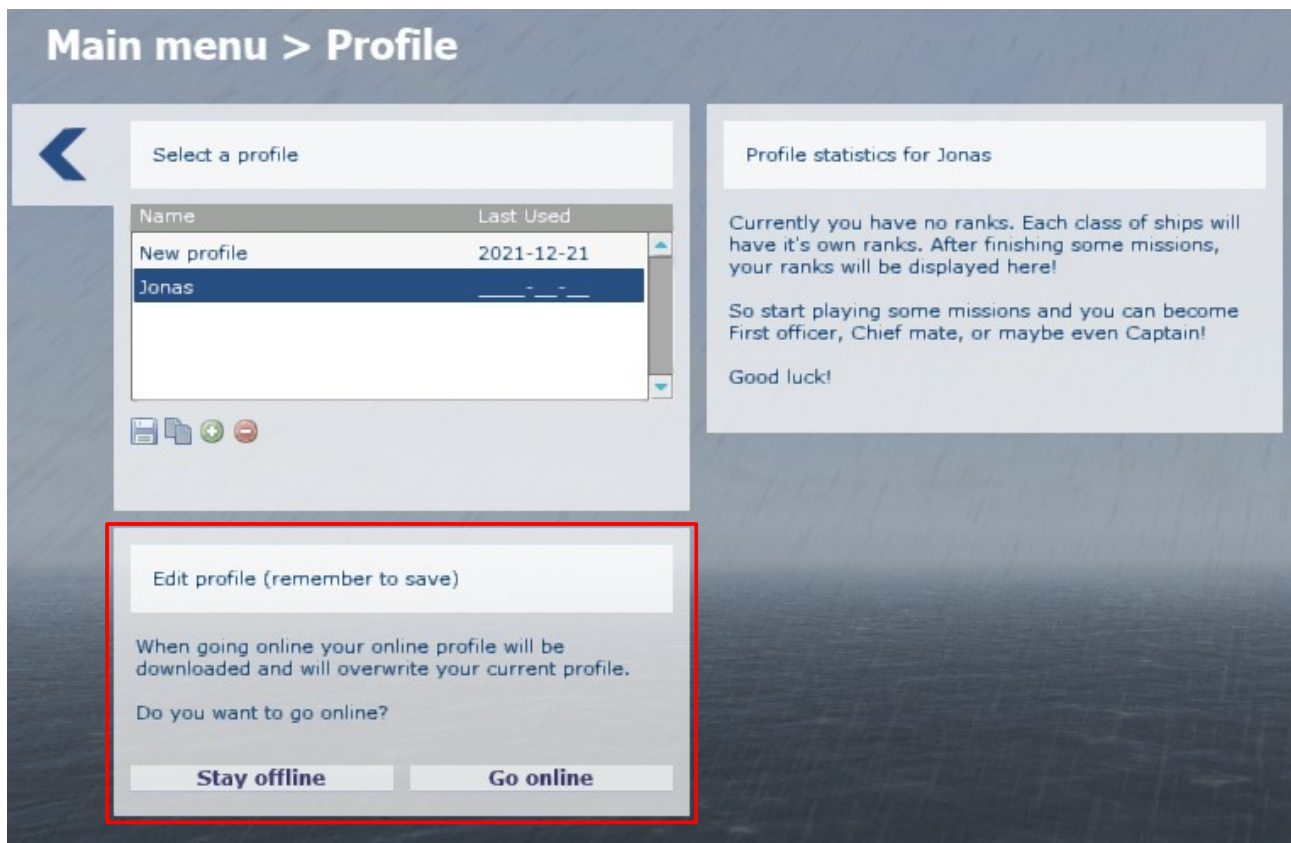 Main menu > Profile
Select a profile
Name Last Used
New profile 2021-12-21
Jonas ____-__-__
Edit profile (remember to save)
When going online your online profile will be
downloaded and will overwrite your current profile.
Do you want to go online?
Stay offline Go online
Profile statistics for Jonas
Currently you have no ranks. Each class of ships will
have it's own ranks. After finishing some missions,
your ranks will be displayed here!
So start playing some missions and you can become
First officer, Chief mate, or maybe even Captain!
Good luck!